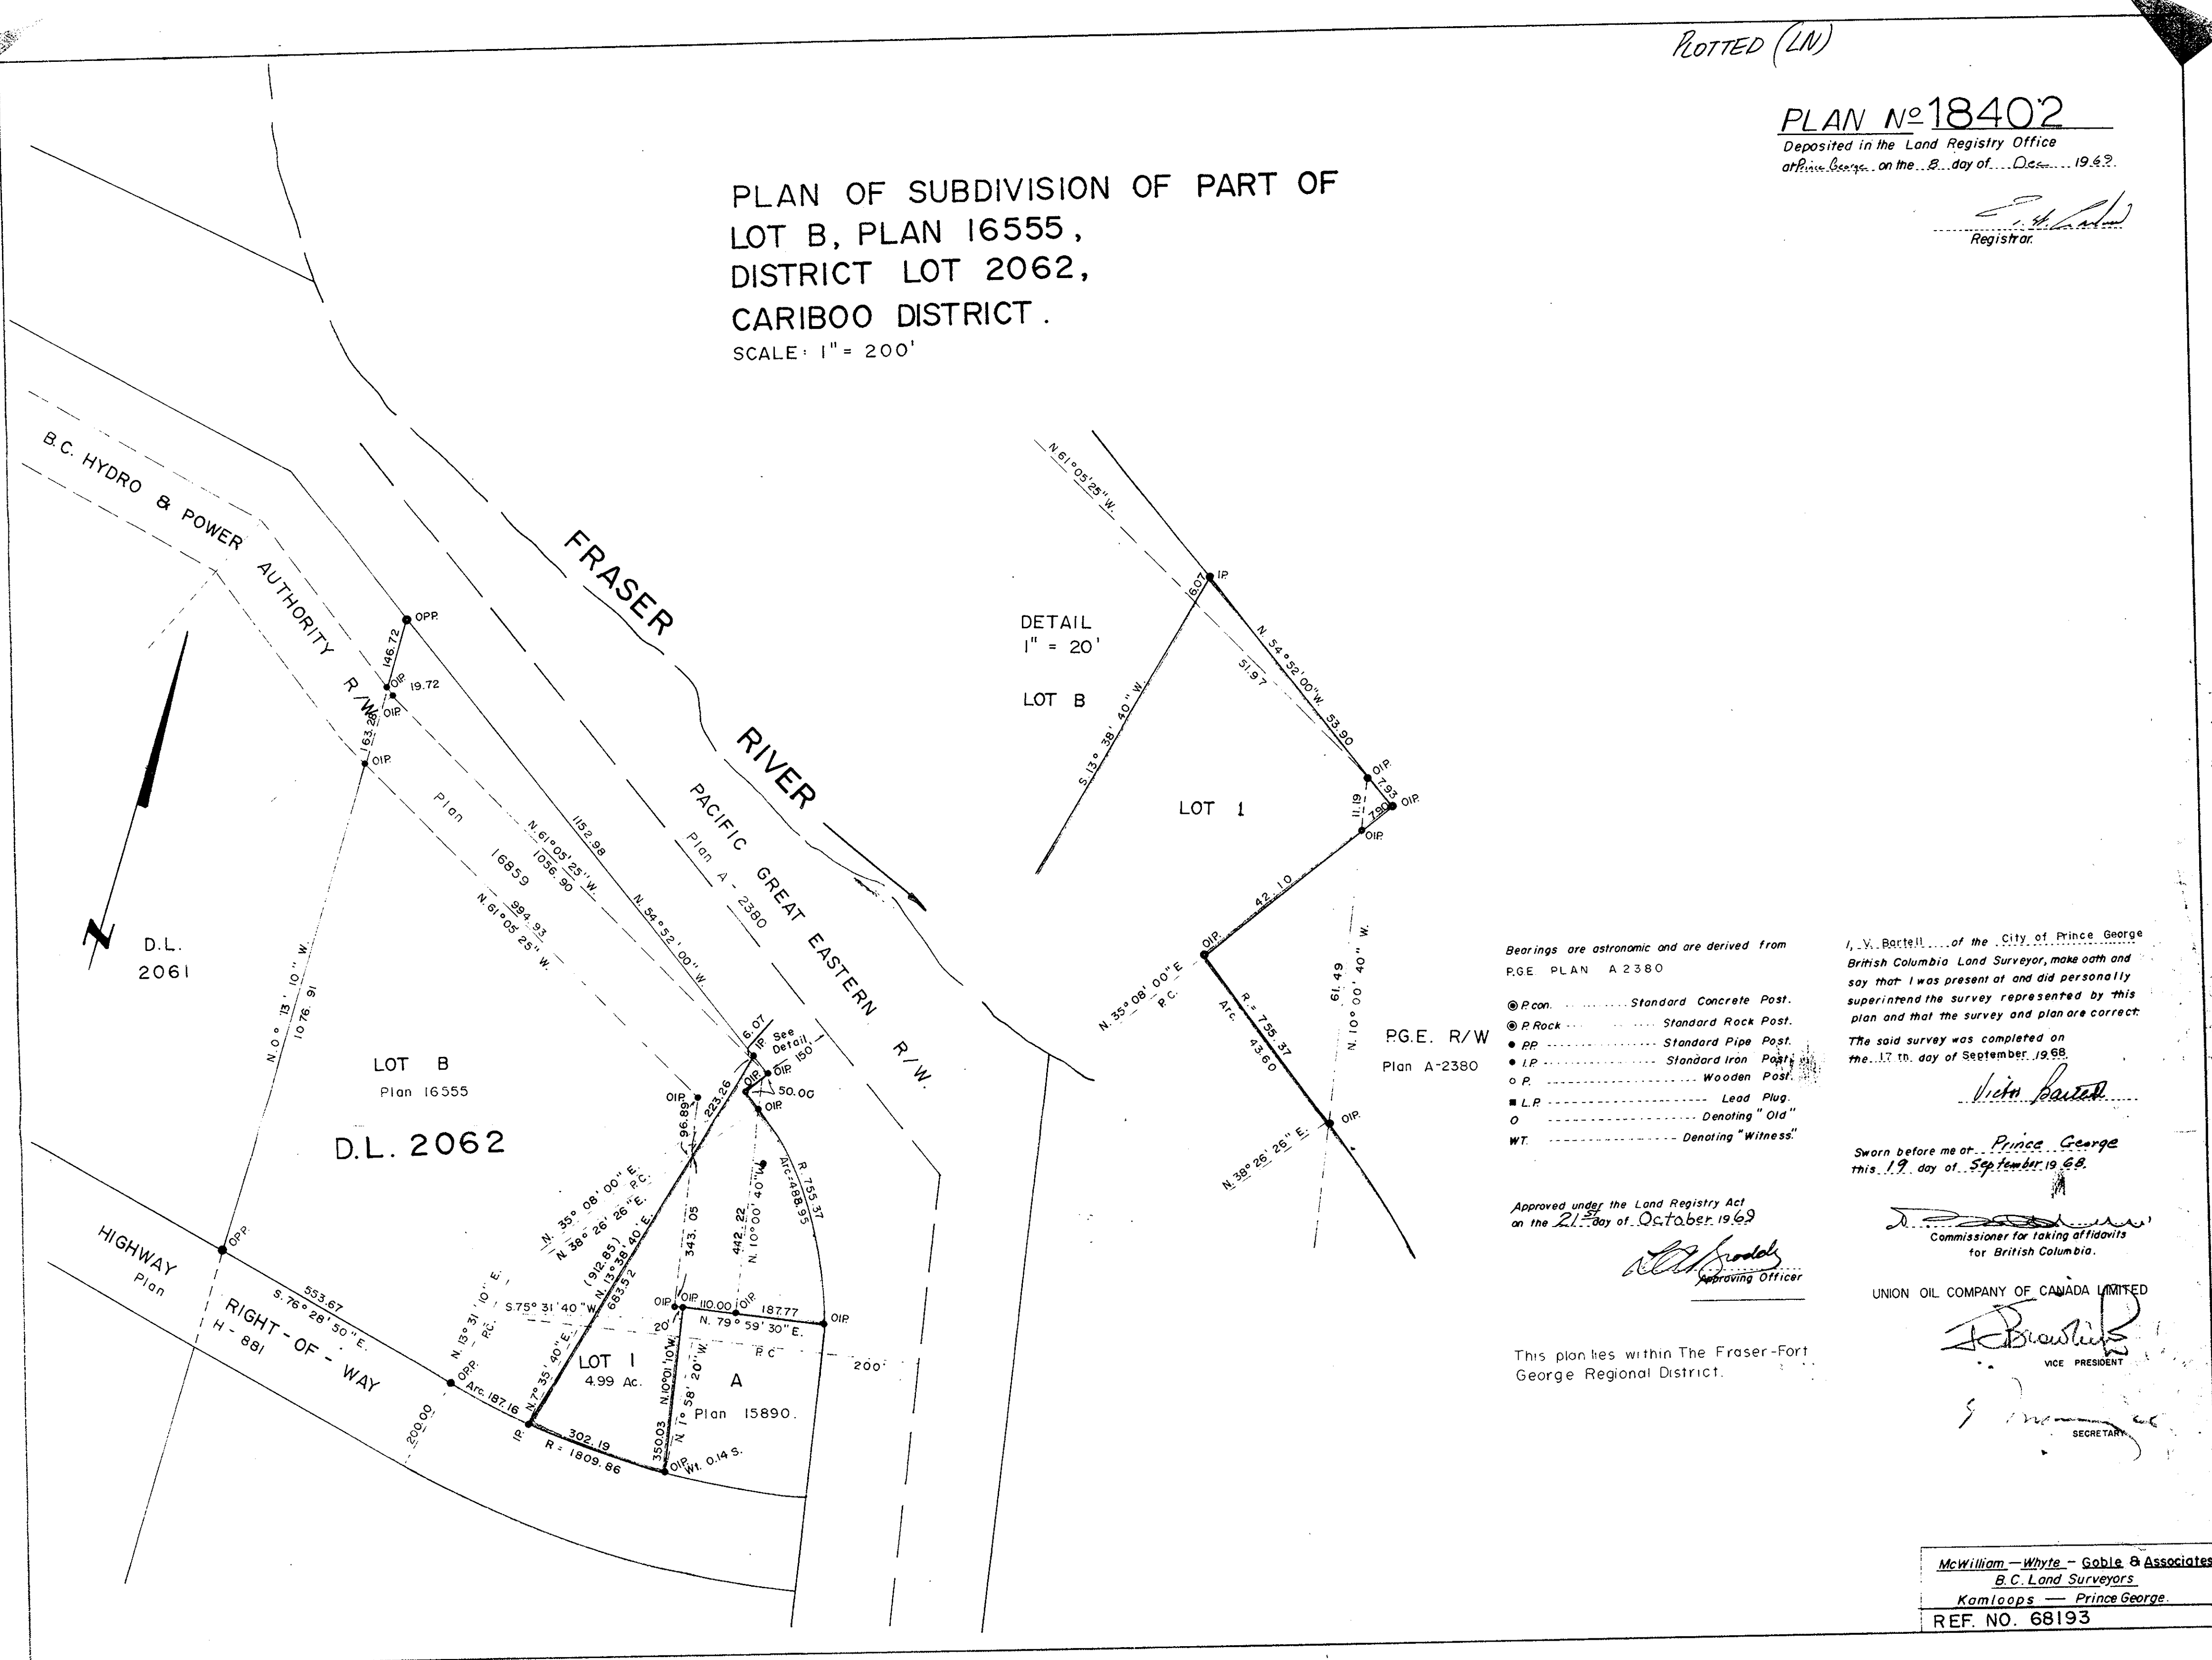 PLOTTED (LN)
PLAN Nº 18402
Deposited in the Land Registry Office
at Prince George on the 8 day of Dec 1969.
Registrar.
PLAN OF SUBDIVISION OF PART OF
LOT B, PLAN 16555,
DISTRICT LOT 2062,
CARIBOO DISTRICT.
SCALE: 1" = 200'
B.C. HYDRO & POWER AUTHORITY R/W
FRASER RIVER
PACIFIC GREAT EASTERN R/W.
Plan A - 2380
OPP.
146.72
OIP.
19.72
OIP.
163.28
OIP.
Plan 16859
N. 61° 05' 25" W.
1056.90
994.93
N. 61° 05' 25" W.
1152.98
N. 54° 52' 00" W.
D.L.
2061
N. 0° 13' 10" W.
1076.91
LOT B
Plan 16555
D.L. 2062
6.07
I.P.
See
Detail
150'
OIP.
OIP.
50.00
OIP.
OIP.
96.89
223.26
R. 755.37
Arc=488.95
N. 35° 08' 00" E.
P.C.
N. 38° 26' 26" E.
(912.85)
N. 13° 38' 40" E.
683.52
343.05
442.22
N. 10° 00' 40" W.
HIGHWAY
Plan
RIGHT - OF - WAY
H - 881
OPP.
553.67
S. 76° 28' 50" E.
N. 13° 31' 10" E.
P.C.
OPP.
Arc. 187.16
200.00
S. 75° 31' 40" W.
OIP.
OIP.
110.00
OIP.
187.77
OIP.
N. 79° 59' 30" E.
20'
P.C.
200'
LOT 1
4.99 Ac.
N. 7° 35' 40" E.
N. 10° 01' 10" W.
N. 1° 58' 20" W.
350.03
A
Plan 15890.
I.P.
302.19
R = 1809.86
OIP.
Wt. 0.14 S.
DETAIL
1" = 20'
LOT B
N. 61° 05' 25" W.
6.07
I.P.
N. 54° 52' 00" W. 53.90
51.97
S. 13° 38' 40" W.
LOT 1
OIP.
7.93
OIP.
11.19
7.90
OIP.
42.10
OIP.
N. 35° 08' 00" E
P.C.
R. = 755.37
Arc. 43.60
61.49
N. 10° 00' 40" W.
P.G.E. R/W
Plan A-2380
OIP.
N. 38° 26' 26" E.
Bearings are astronomic and are derived from
P.G.E PLAN A 2380
P. con. Standard Concrete Post.
P. Rock Standard Rock Post.
P.P. Standard Pipe Post.
I.P. Standard Iron Post.
P. Wooden Post.
L.P. Lead Plug.
O Denoting "Old"
WT. Denoting "Witness."
Approved under the Land Registry Act
on the 21st day of October 1969
Approving Officer
This plan lies within The Fraser-Fort
George Regional District.
I, V. Bartell of the City of Prince George
British Columbia Land Surveyor, make oath and
say that I was present at and did personally
superintend the survey represented by this
plan and that the survey and plan are correct.
The said survey was completed on
the 17 th. day of September 1968.
Victor Bartell
Sworn before me at Prince George
this 19 day of September 1968.
Commissioner for taking affidavits
for British Columbia.
UNION OIL COMPANY OF CANADA LIMITED
VICE PRESIDENT
SECRETARY
McWilliam — Whyte - Goble & Associates
B.C. Land Surveyors
Kamloops — Prince George.
REF. NO. 68193